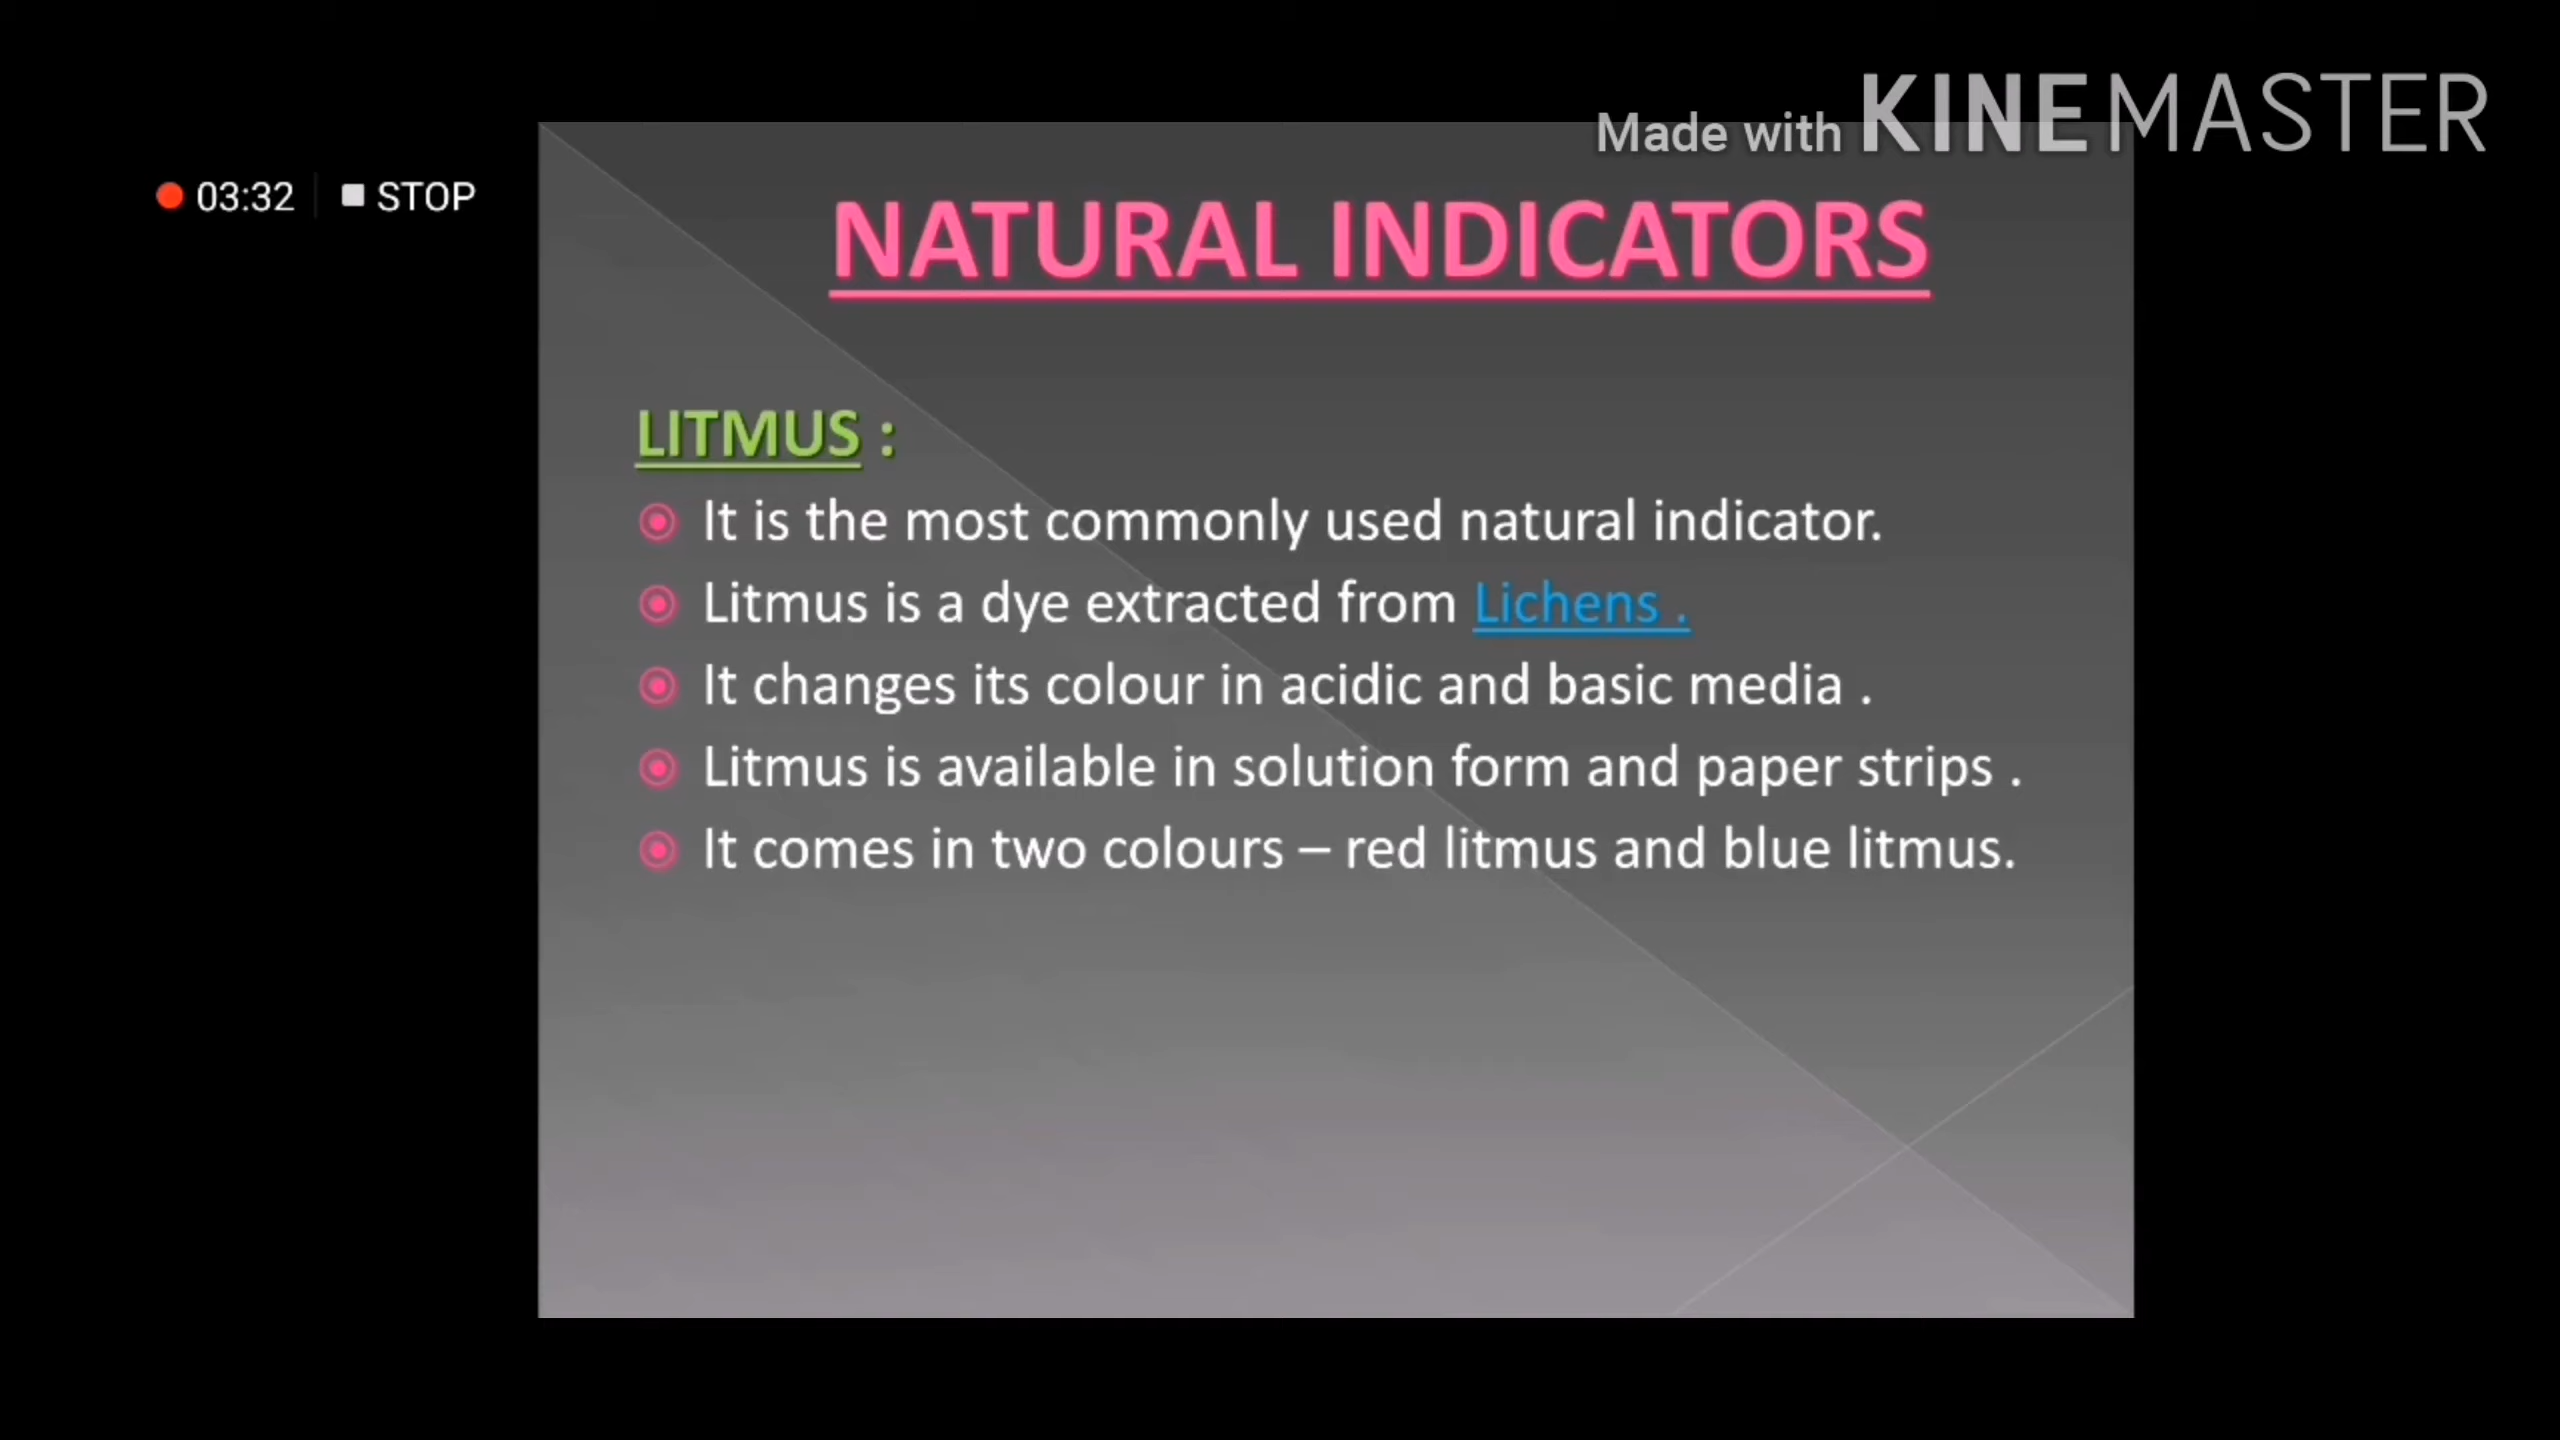 Made with KINEMASTER
03:32 STOP
NATURAL INDICATORS
LITMUS :
It is the most commonly used natural indicator.
Litmus is a dye extracted from Lichens .
It changes its colour in acidic and basic media .
Litmus is available in solution form and paper strips .
It comes in two colours – red litmus and blue litmus.